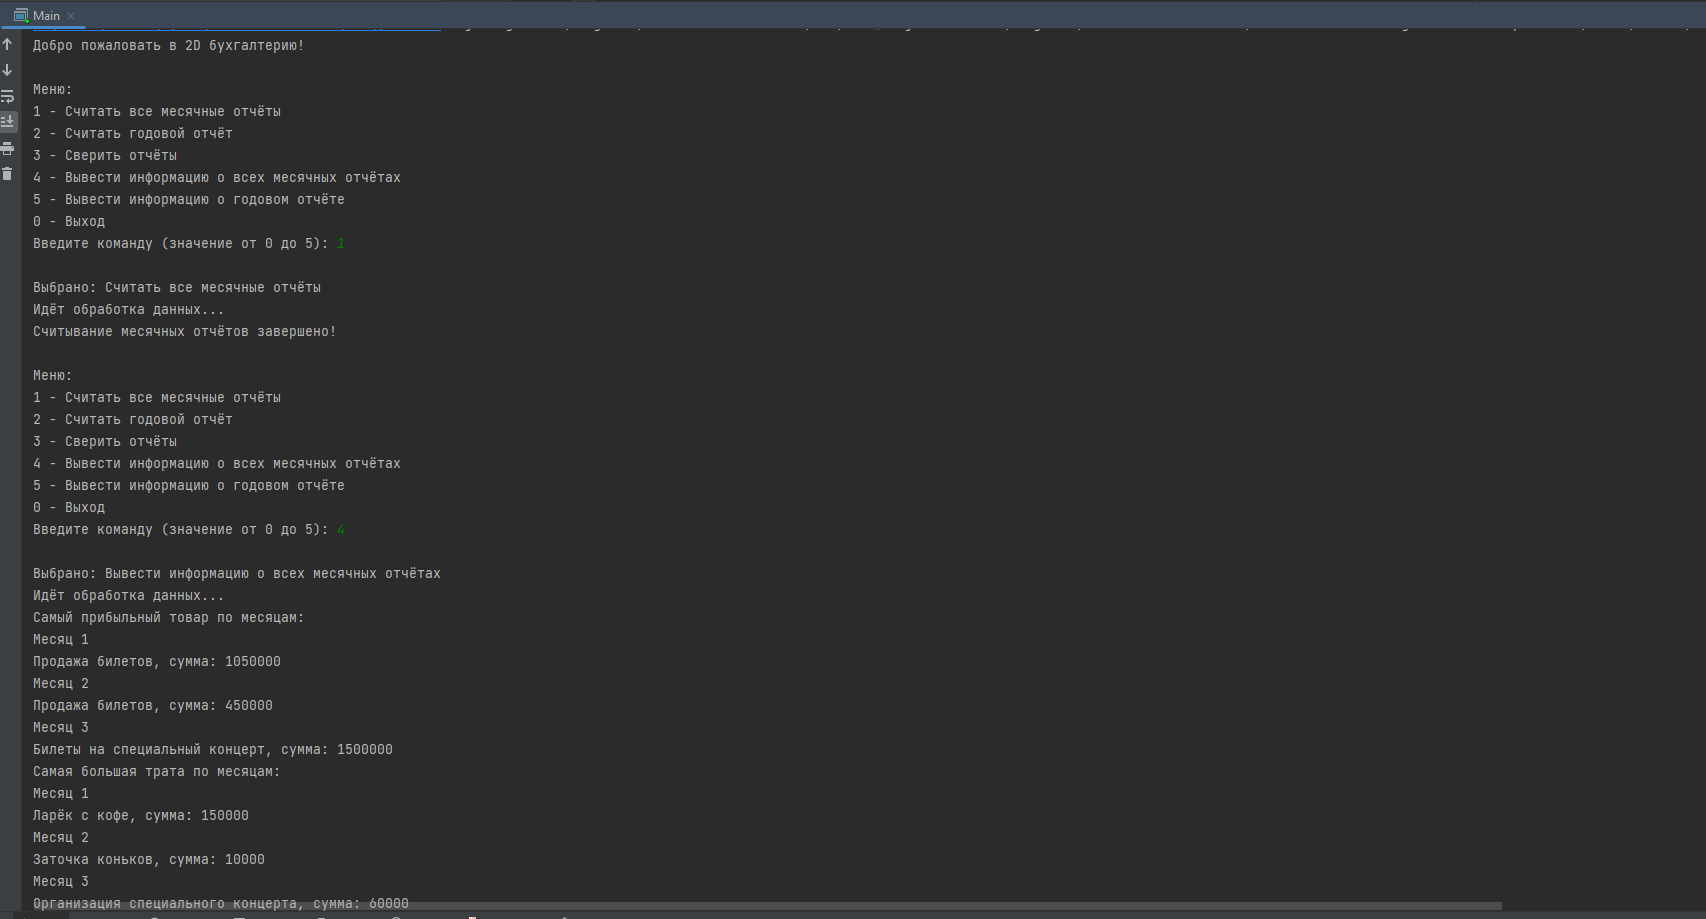 Main
Добро пожаловать в 2D бухгалтерию!
Меню:
1 - Считать все месячные отчёты
2 - Считать годовой отчёт
3 - Сверить отчёты
4 - Вывести информацию о всех месячных отчётах
5 - Вывести информацию о годовом отчёте
0 - Выход
Введите команду (значение от 0 до 5): 1
Выбрано: Считать все месячные отчёты
Идёт обработка данных...
Считывание месячных отчётов завершено!
Меню:
1 - Считать все месячные отчёты
2 - Считать годовой отчёт
3 - Сверить отчёты
4 - Вывести информацию о всех месячных отчётах
5 - Вывести информацию о годовом отчёте
0 - Выход
Введите команду (значение от 0 до 5): 4
Выбрано: Вывести информацию о всех месячных отчётах
Идёт обработка данных...
Самый прибыльный товар по месяцам:
Месяц 1
Продажа билетов, сумма: 1050000
Месяц 2
Продажа билетов, сумма: 450000
Месяц 3
Билеты на специальный концерт, сумма: 1500000
Самая большая трата по месяцам:
Месяц 1
Ларёк с кофе, сумма: 150000
Месяц 2
Заточка коньков, сумма: 10000
Месяц 3
Организация специального концерта, сумма: 60000